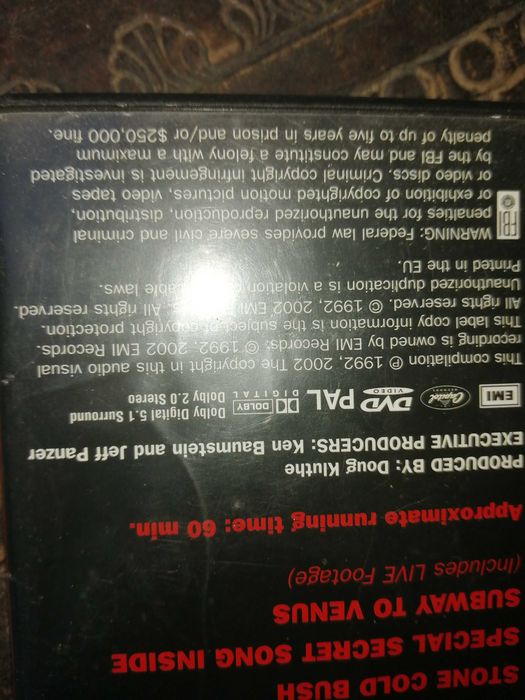 STONE COLD BUSH
SPECIAL SECRET SONG INSIDE
SUBWAY TO VENUS
(Includes LIVE Footage)
Approximate running time: 60 min.
PRODUCED BY: Doug Kluthe
EXECUTIVE PRODUCERS: Ken Baumstein and Jeff Panzer
EMI Capitol RECORDS DVD VIDEO PAL DOLBY DIGITAL Dolby Digital 5.1 Surround
Dolby 2.0 Stereo
This compilation ℗ 2002, 1992 The copyright in this audio visual
recording is owned by EMI Records. © 1992, 2002 EMI Records.
This label copy information is the subject of copyright protection.
All rights reserved. © 1992, 2002 EMI All rights reserved.
Unauthorized duplication is a of applicable laws.
Printed in the EU.
FBI WARNING: Federal law provides severe civil and criminal
penalties for the unauthorized reproduction, distribution,
or exhibition of copyrighted motion pictures, video tapes
or video discs. Criminal copyright infringement is investigated
by the FBI and may constitute a felony with a maximum
penalty of up to five years in prison and/or $250,000 fine.